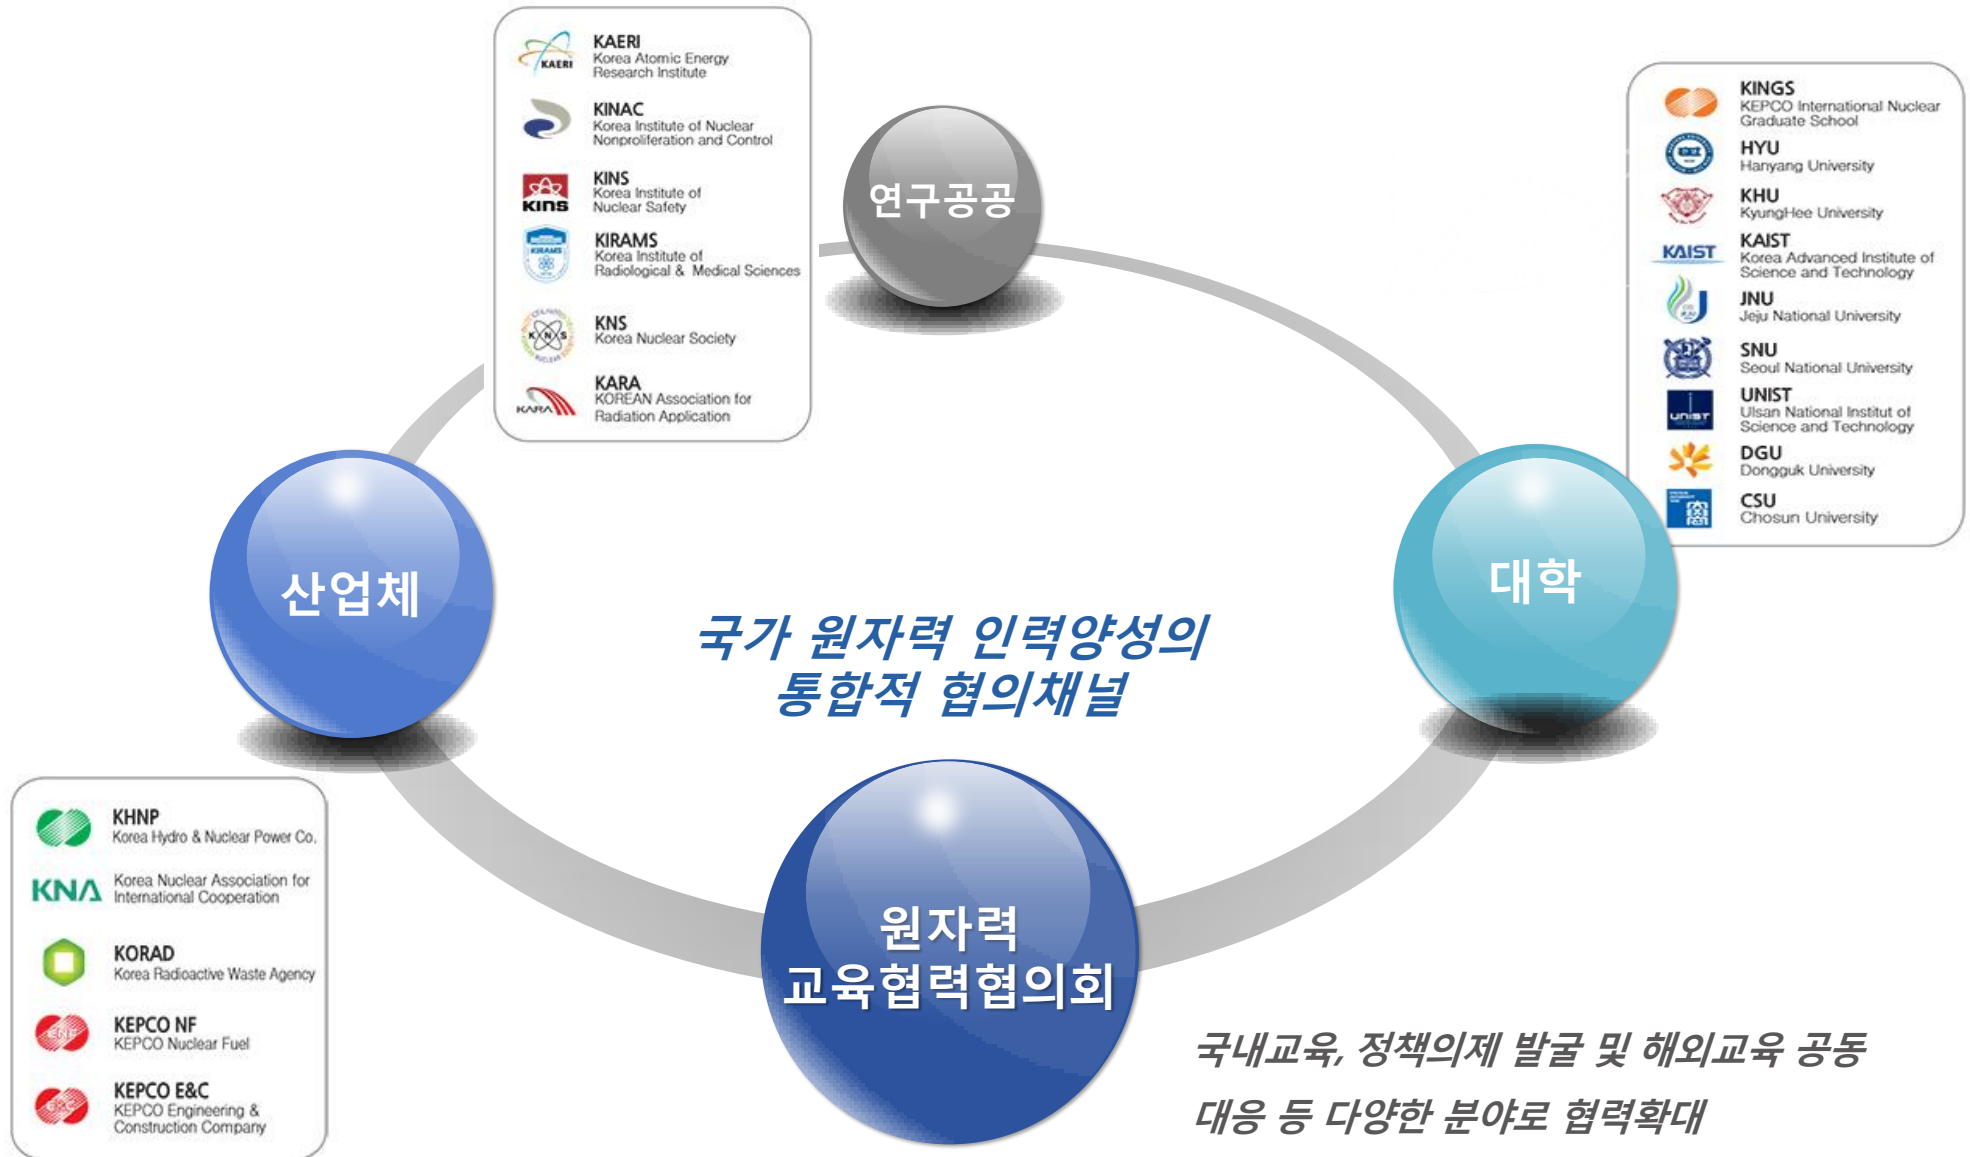 KAERI
KAERI
Korea Atomic Energy
Research Institute
KINAC
Korea Institute of Nuclear
Nonproliferation and Control
KINS
KINS
Korea Institute of
Nuclear Safety
KIRAMS
KIRAMS
Korea Institute of
Radiological & Medical Sciences
KNS
KNS
Korea Nuclear Society
KARA
KARA
KOREAN Association for
Radiation Application
연구공공
KINGS
KEPCO International Nuclear
Graduate School
HYU
Hanyang University
KHU
KyungHee University
KAIST
KAIST
Korea Advanced Institute of
Science and Technology
JNU
Jeju National University
SNU
Seoul National University
UNIST
UNIST
Ulsan National Institut of
Science and Technology
DGU
Dongguk University
CSU
Chosun University
산업체
대학
국가 원자력 인력양성의
통합적 협의채널
KHNP
Korea Hydro & Nuclear Power Co.
KNA
Korea Nuclear Association for
International Cooperation
KORAD
Korea Radioactive Waste Agency
KEPCO NF
KEPCO Nuclear Fuel
KEPCO E&C
KEPCO Engineering &
Construction Company
원자력
교육협력협의회
국내교육, 정책의제 발굴 및 해외교육 공동
대응 등 다양한 분야로 협력확대